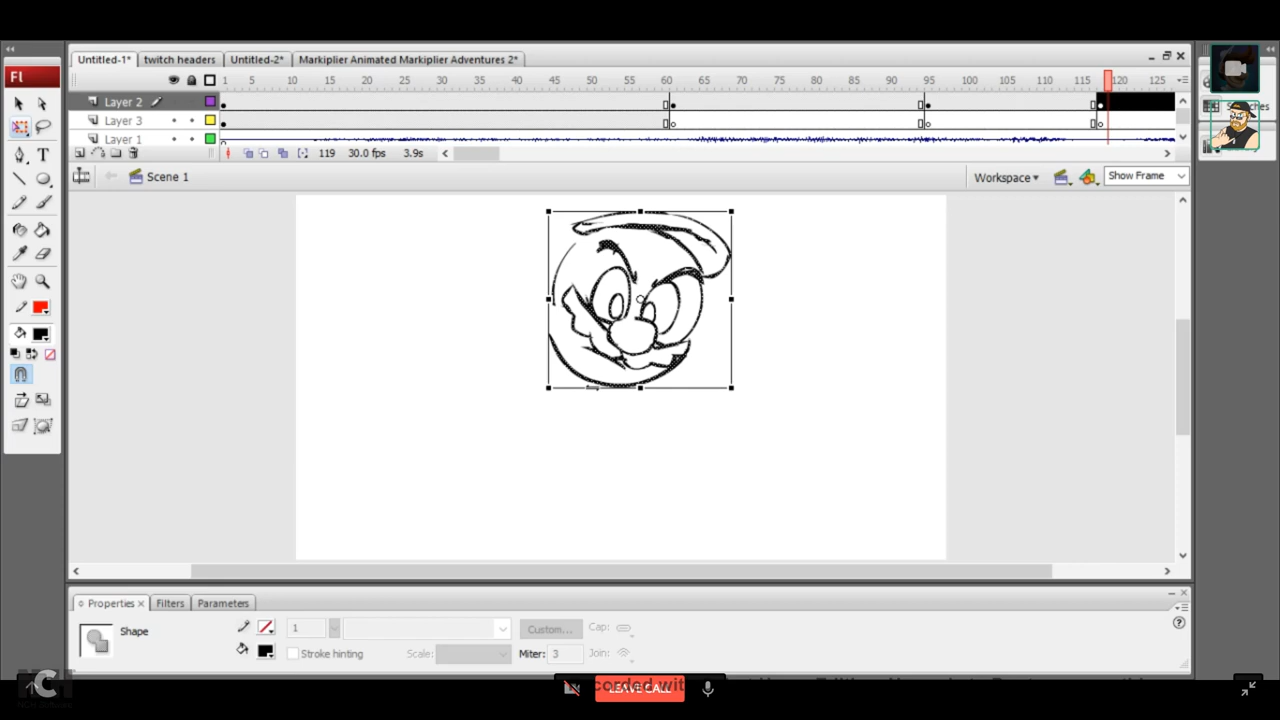 Untitled-1* twitch headers Untitled-2* Markiplier Animated Markiplier Adventures 2*
Fl
1 5 10 15 20 25 30 35 40 45 50 55 60 65 70 75 80 85 90 95 100 105 110 115 120 125
Layer 2
Layer 3
Layer 1
119 30.0 fps 3.9s
Scene 1 Workspace Show Frame
Properties Filters Parameters
Shape 1 Custom... Cap:
Stroke hinting Scale: Miter: 3 Join:
LEAVE CALL